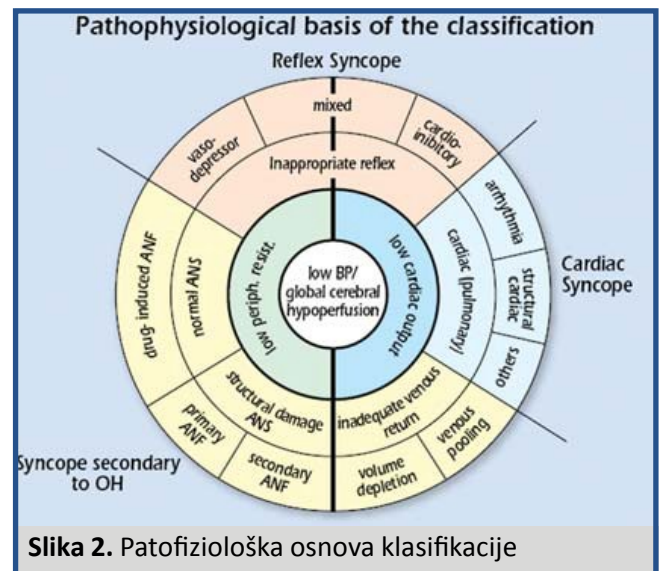 Pathophysiological basis of the classification
Reflex Syncope
mixed
vaso-
depressor
cardio-
inibitory
Inappropriate reflex
drug- induced ANF
normal ANS
low periph. resist.
low BP/
global cerebral
hypoperfusion
low cardiac output
cardiac (pulmonary)
arrhythmia
structural
cardiac
others
Cardiac
Syncope
structural damage
ANS
inadequate venous
return
primary
ANF
secondary
ANF
volume
depletion
venous
pooling
Syncope secondary
to OH
Slika 2. Patofiziološka osnova klasifikacije